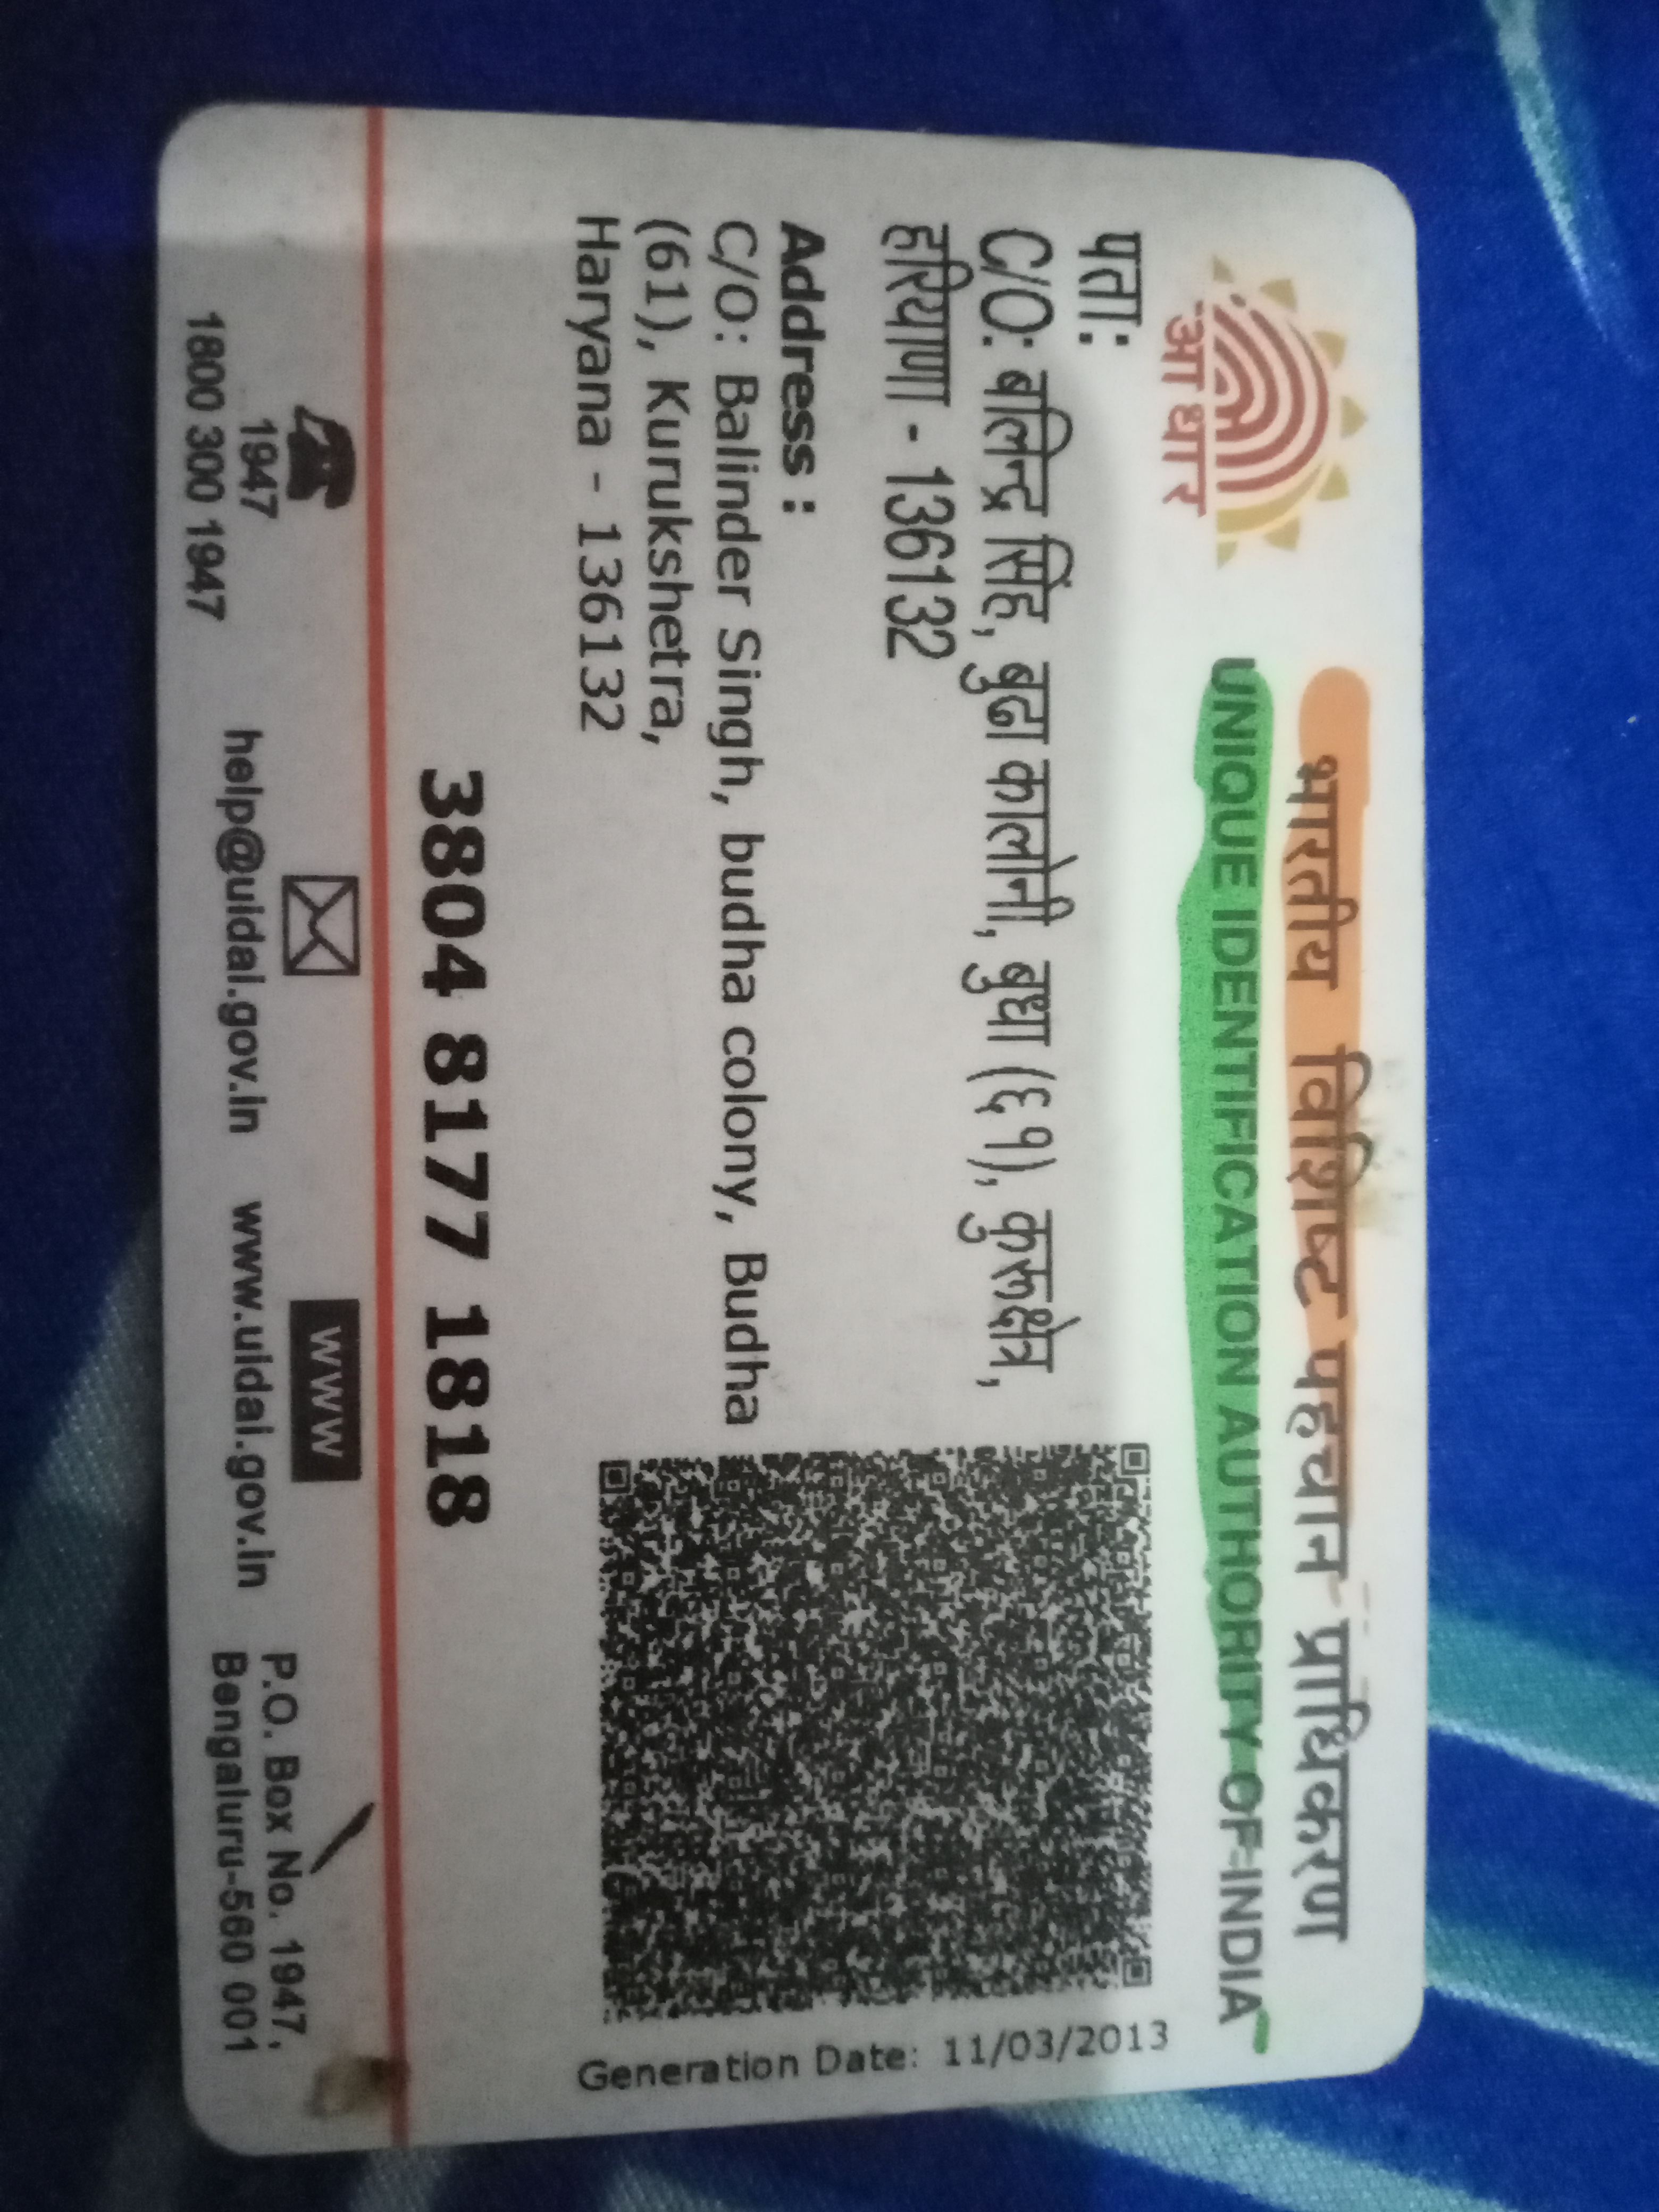 आधार
भारतीय विशिष्ट पहचान प्राधिकरण
UNIQUE IDENTIFICATION AUTHORITY OF INDIA
पता:
C/O: बलिन्द्र सिंह, बुढा कालोनी, बुधा (६१), कुरूक्षेत्र,
हरियाणा - 136132
Address :
C/O: Balinder Singh, budha colony, Budha
(61), Kurukshetra,
Haryana - 136132
Generation Date: 11/03/2013
3804 8177 1818
1947
1800 300 1947
help@uidai.gov.in
www
www.uidai.gov.in
P.O. Box No. 1947,
Bengaluru-560 001